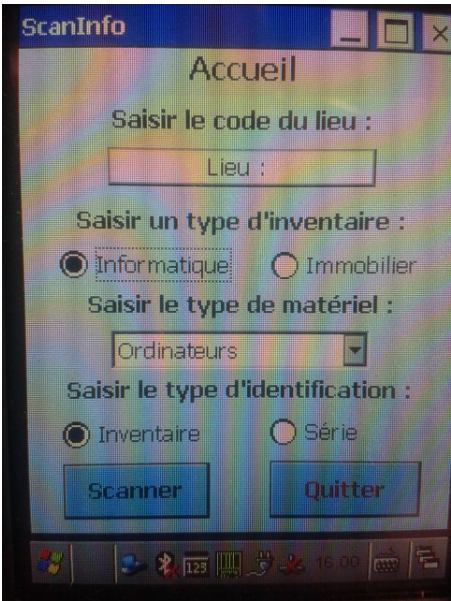 ScanInfo
Accueil
Saisir le code du lieu :
Lieu :
Saisir un type d'inventaire :
Informatique Immobilier
Saisir le type de matériel :
Ordinateurs
Saisir le type d'identification :
Inventaire Série
Scanner Quitter
123 16:00